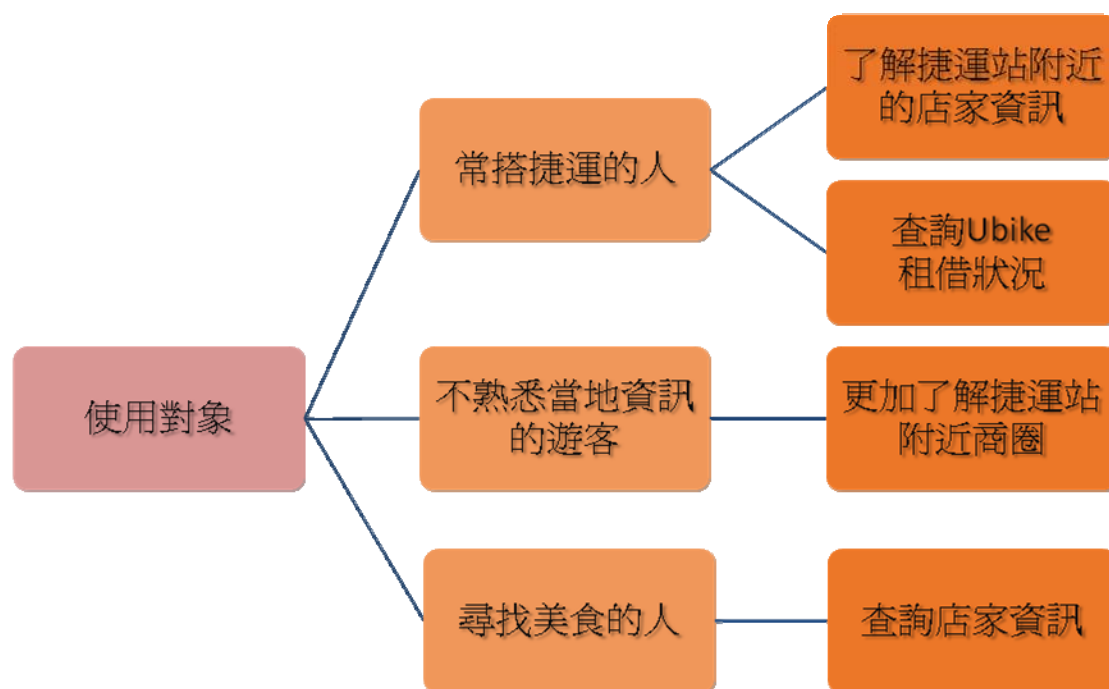 使用對象
常搭捷運的人
了解捷運站附近
的店家資訊
查詢Ubike
租借狀況
不熟悉當地資訊
的遊客
更加了解捷運站
附近商圈
尋找美食的人
查詢店家資訊